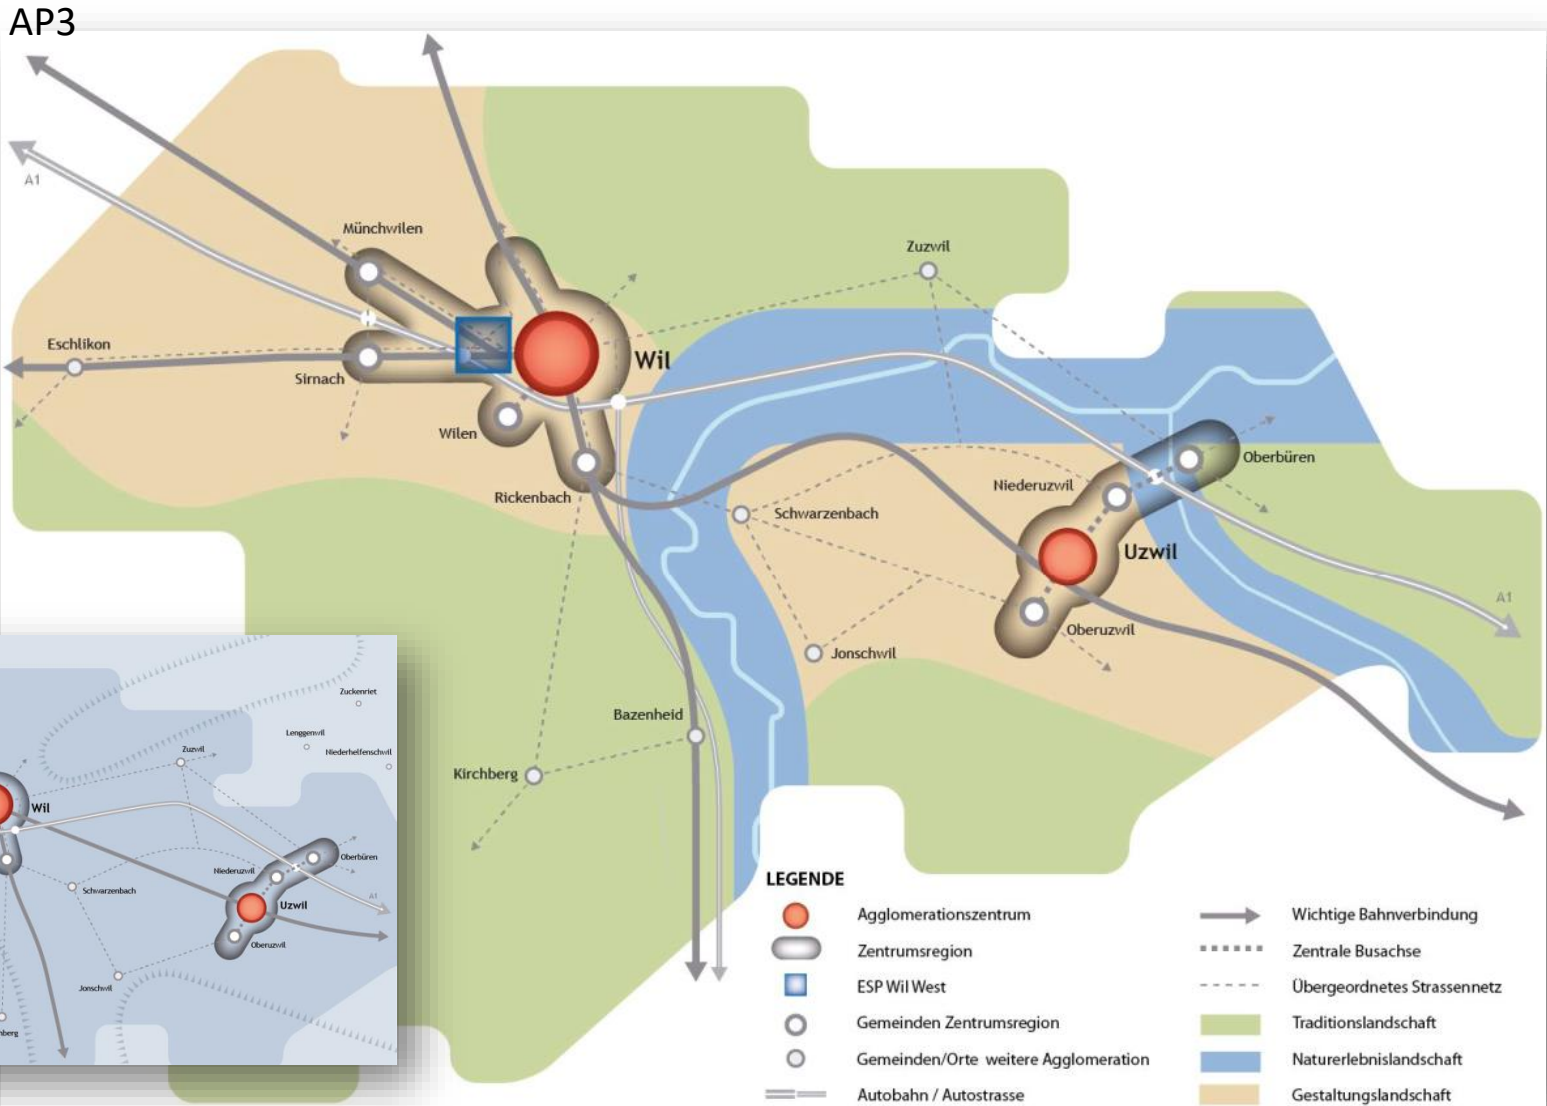 AP3
A1
Münchwilen
Zuzwil
Eschlikon
Wil
Sirnach
Wilen
Oberbüren
Niederuzwil
Rickenbach
Schwarzenbach
Uzwil
A1
Oberuzwil
Jonschwil
Bazenheid
Kirchberg
Zuckenriet
Lenggenwil
Zuzwil
Niederhelfenschwil
Wil
Oberbüren
Niederuzwil
Schwarzenbach
A1
Uzwil
Oberuzwil
Jonschwil
berg
LEGENDE
Agglomerationszentrum
Zentrumsregion
ESP Wil West
Gemeinden Zentrumsregion
Gemeinden/Orte weitere Agglomeration
Autobahn / Autostrasse
Wichtige Bahnverbindung
Zentrale Busachse
Übergeordnetes Strassennetz
Traditionslandschaft
Naturerlebnislandschaft
Gestaltungslandschaft